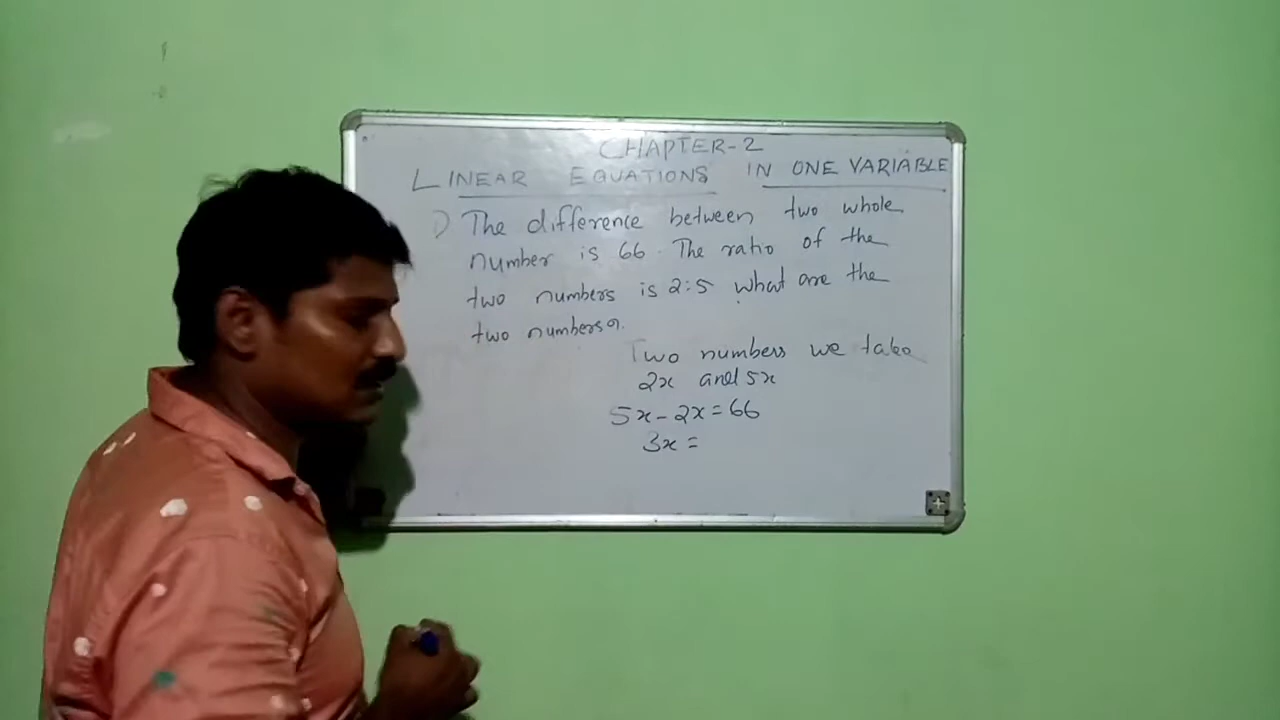 CHAPTER-2
LINEAR EQUATIONS IN ONE VARIABLE
1) The difference between two whole
number is 66. The ratio of the
two numbers is 2:5 what are the
two numbers?
Two numbers we take
2x and 5x
5x - 2x = 66
3x =